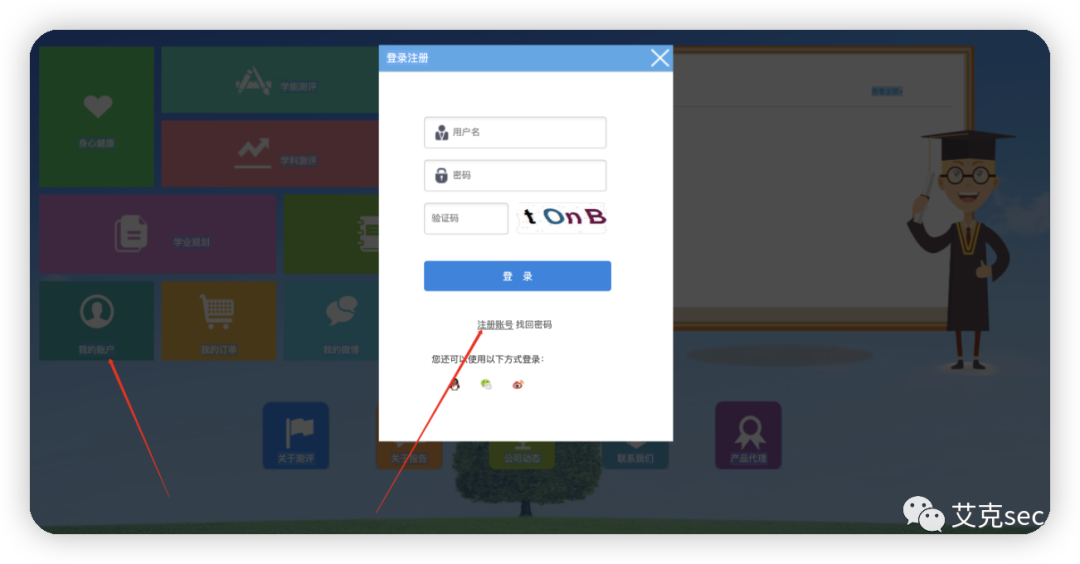 登录注册
学能测评
身心健康
用户名
学科测评
密码
验证码
tOnB
学业规划
登 录
注册账号 找回密码
我的账户
我的订单
我的微博
您还可以使用以下方式登录：
关于测评
关于报告
公司动态
联系我们
产品代理
艾克sec